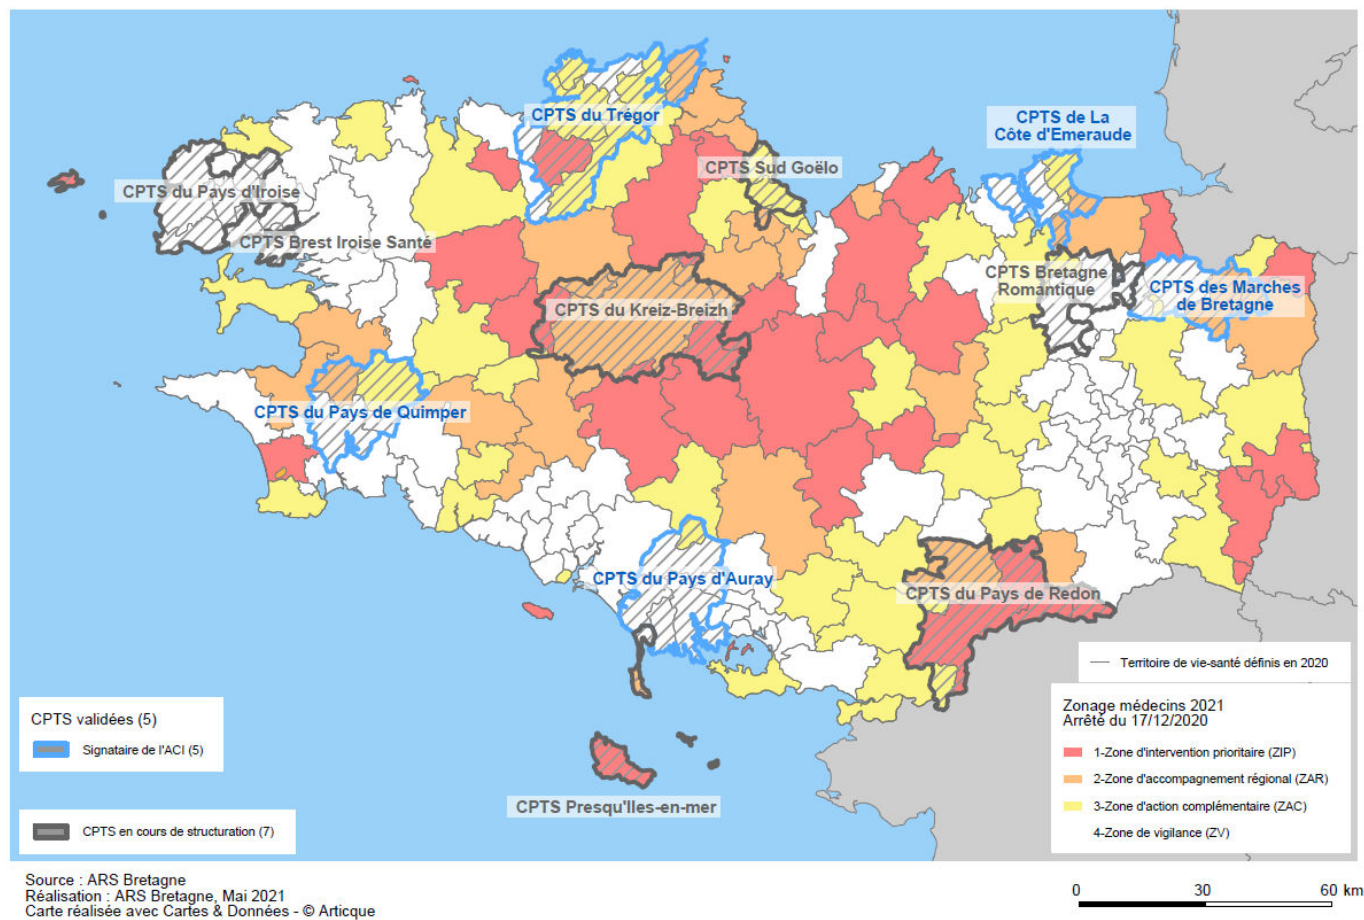 CPTS du Trégor
CPTS de La
Côte d'Emeraude
CPTS Sud Goëlo
CPTS du Pays d'Iroise
CPTS Brest Iroise Santé
CPTS Bretagne
Romantique
CPTS des Marches
de Bretagne
CPTS du Kreiz-Breizh
CPTS du Pays de Quimper
CPTS du Pays d'Auray
CPTS du Pays de Redon
CPTS Presqu'Iles-en-mer
Territoire de vie-santé définis en 2020
CPTS validées (5)
Signataire de l'ACI (5)
CPTS en cours de structuration (7)
Zonage médecins 2021
Arrêté du 17/12/2020
1-Zone d'intervention prioritaire (ZIP)
2-Zone d'accompagnement régional (ZAR)
3-Zone d'action complémentaire (ZAC)
4-Zone de vigilance (ZV)
Source : ARS Bretagne
Réalisation : ARS Bretagne, Mai 2021
Carte réalisée avec Cartes & Données - © Articque
0 30 60 km